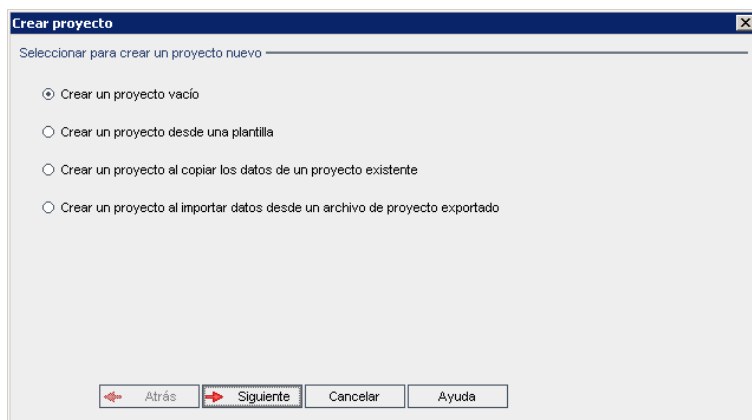 Crear proyecto
Seleccionar para crear un proyecto nuevo
Crear un proyecto vacío
Crear un proyecto desde una plantilla
Crear un proyecto al copiar los datos de un proyecto existente
Crear un proyecto al importar datos desde un archivo de proyecto exportado
Atrás Siguiente Cancelar Ayuda